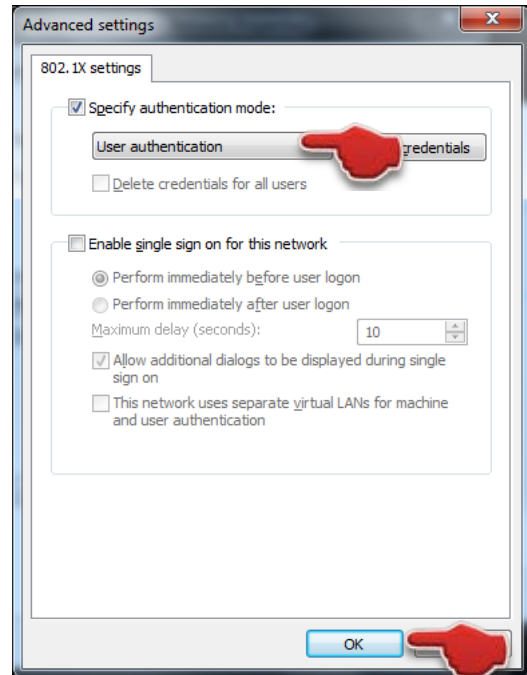 Advanced settings
802.1X settings
Specify authentication mode:
User authentication
redentials
Delete credentials for all users
Enable single sign on for this network
Perform immediately before user logon
Perform immediately after user logon
Maximum delay (seconds):
10
Allow additional dialogs to be displayed during single
sign on
This network uses separate virtual LANs for machine
and user authentication
OK